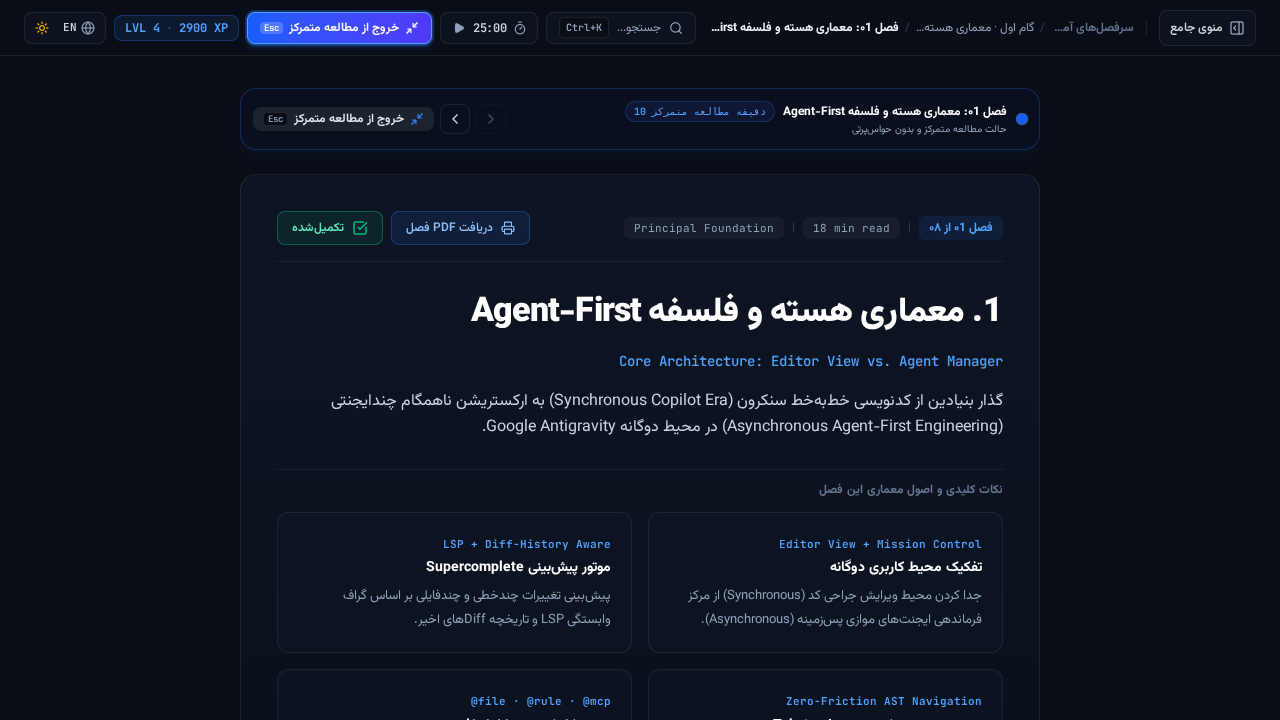 منوی جامع
سرفصل‌های آمـ... / گام اول · معماری هسته... / فصل ۰1: معماری هسته و فلسفه irst...
جستجو... Ctrl+K
25:00
خروج از مطالعه متمرکز Esc
LVL 4 · 2900 XP
EN
فصل ۰1: معماری هسته و فلسفه Agent-First
دقیقه مطالعه متمرکز 10
حالت مطالعه متمرکز و بدون حواس‌پرتی
خروج از مطالعه متمرکز Esc
فصل ۰1 از ۰۸
18 min read
Principal Foundation
دریافت PDF فصل
تکمیل‌شده
1. معماری هسته و فلسفه Agent-First
Core Architecture: Editor View vs. Agent Manager
گذار بنیادین از کدنویسی خط‌به‌خط سنکرون (Synchronous Copilot Era) به ارکستریشن ناهمگام چندایجنتی
(Asynchronous Agent-First Engineering) در محیط دوگانه Google Antigravity.
نکات کلیدی و اصول معماری این فصل
Editor View + Mission Control
تفکیک محیط کاربری دوگانه
جدا کردن محیط ویرایش جراحی کد (Synchronous) از مرکز
فرماندهی ایجنت‌های موازی پس‌زمینه (Asynchronous).
LSP + Diff-History Aware
موتور پیش‌بینی Supercomplete
پیش‌بینی تغییرات چندخطی و چندفایلی بر اساس گراف
وابستگی LSP و تاریخچه Diffهای اخیر.
Zero-Friction AST Navigation
@file · @rule · @mcp